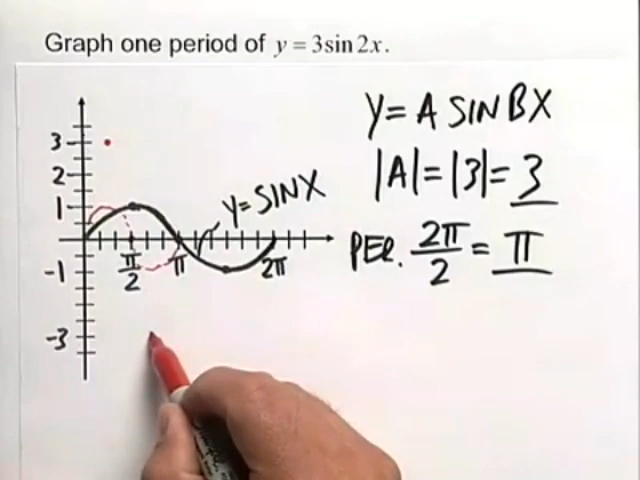 Graph one period of y = 3sin 2x.
y = A SIN BX
|A| = |3| = 3
PER. 2π/2 = π
y = SINX
3
2
1
-1
-3
π/2
π
2π